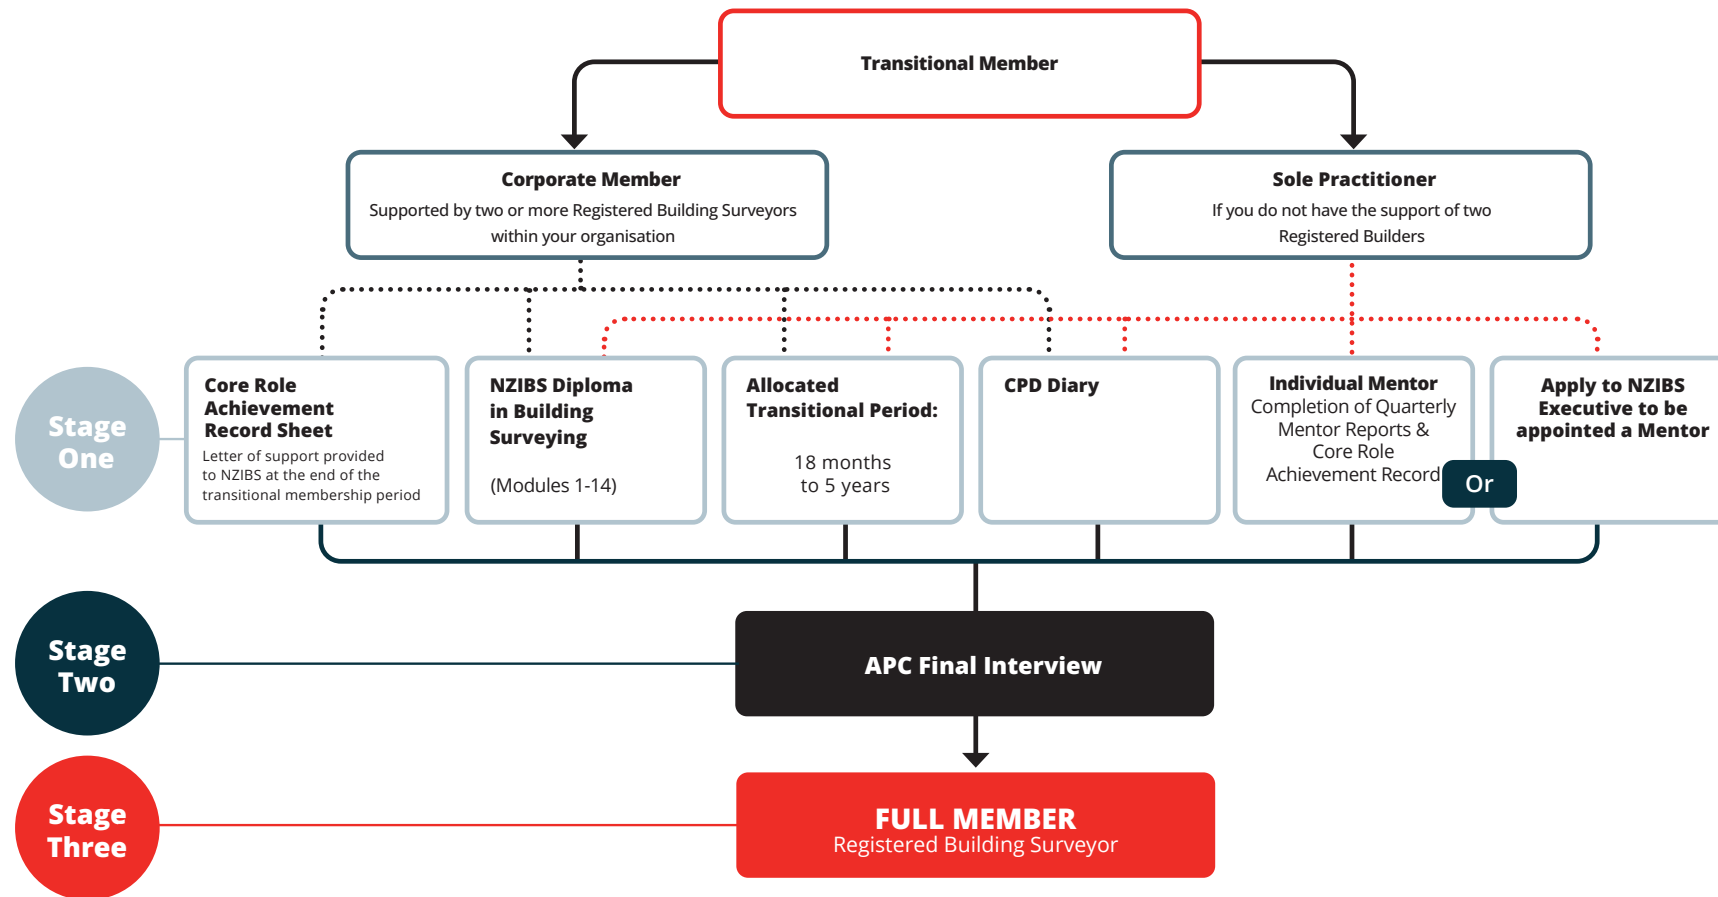 Transitional Member
Corporate Member
Supported by two or more Registered Building Surveyors
within your organisation
Sole Practitioner
If you do not have the support of two
Registered Builders
Stage
One
Core Role
Achievement
Record Sheet
Letter of support provided
to NZIBS at the end of the
transitional membership period
NZIBS Diploma
in Building
Surveying
(Modules 1-14)
Allocated
Transitional Period:
18 months
to 5 years
CPD Diary
Individual Mentor
Completion of Quarterly
Mentor Reports &
Core Role
Achievement Record
Or
Apply to NZIBS
Executive to be
appointed a Mentor
Stage
Two
APC Final Interview
Stage
Three
FULL MEMBER
Registered Building Surveyor